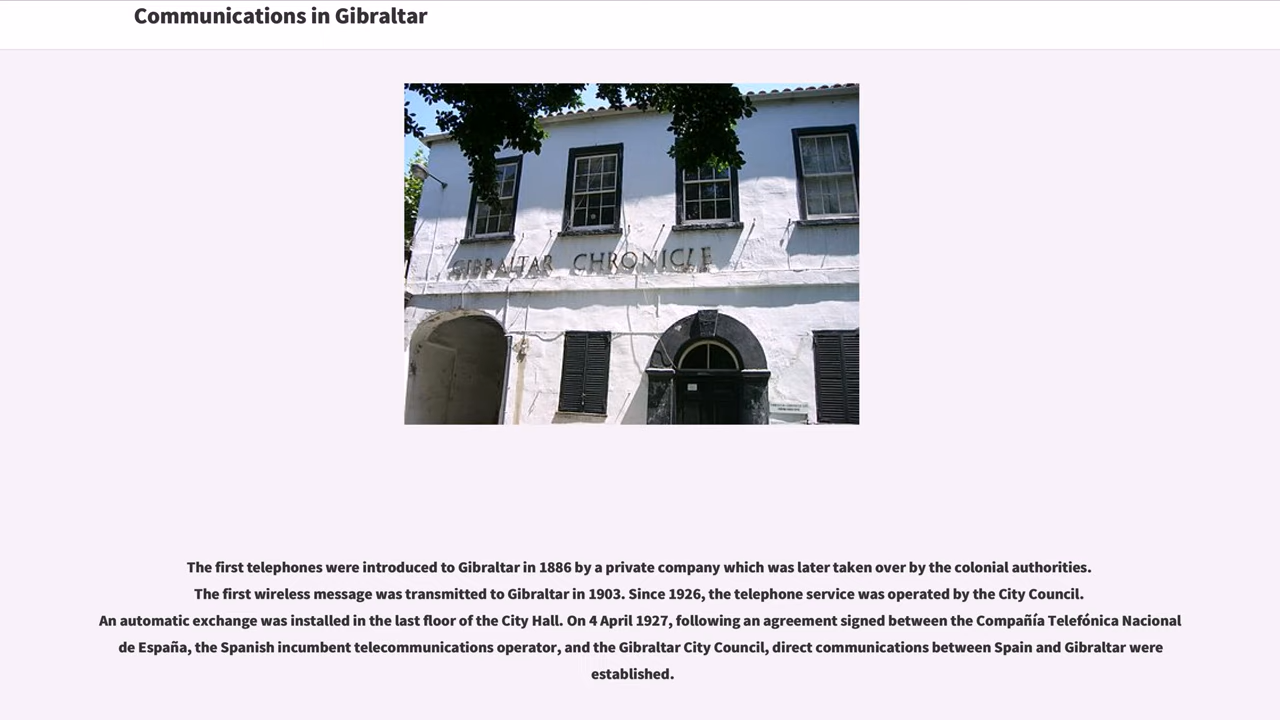 Communications in Gibraltar
GIBRALTAR CHRONICLE
The first telephones were introduced to Gibraltar in 1886 by a private company which was later taken over by the colonial authorities.
The first wireless message was transmitted to Gibraltar in 1903. Since 1926, the telephone service was operated by the City Council.
An automatic exchange was installed in the last floor of the City Hall. On 4 April 1927, following an agreement signed between the Compañía Telefónica Nacional
de España, the Spanish incumbent telecommunications operator, and the Gibraltar City Council, direct communications between Spain and Gibraltar were
established.